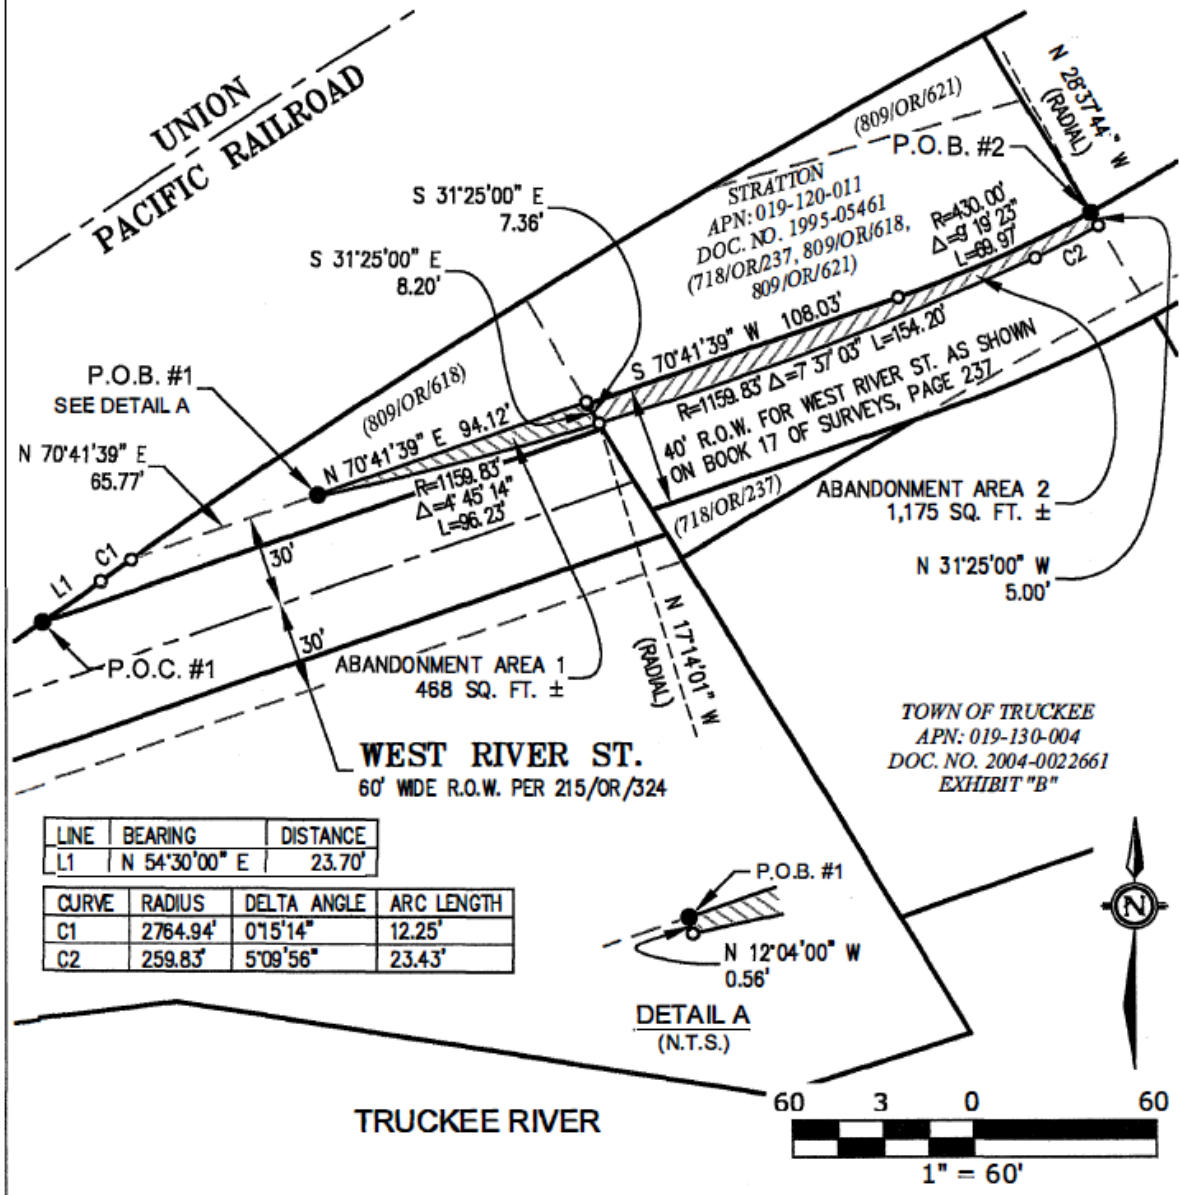 UNION
PACIFIC RAILROAD
(809/OR/621)
N 28°37'44" W
(RADIAL)
P.O.B. #2
STRATTON
APN: 019-120-011
DOC. NO. 1995-05461
(718/OR/237, 809/OR/618,
809/OR/621)
R=430.00'
Δ=9°19'23"
L=69.97'
C2
S 31°25'00" E
7.36'
S 31°25'00" E
8.20'
S 70°41'39" W 108.03'
R=1159.83' Δ=7°37'03" L=154.20'
40' R.O.W. FOR WEST RIVER ST. AS SHOWN
ON BOOK 17 OF SURVEYS, PAGE 237
P.O.B. #1
SEE DETAIL A
(809/OR/618)
N 70°41'39" E 94.12'
N 70°41'39" E
65.77'
R=1159.83'
Δ=4°45'14"
L=96.23'
(718/OR/237)
ABANDONMENT AREA 2
1,175 SQ. FT. ±
N 31°25'00" W
5.00'
L1
C1
30'
30'
P.O.C. #1
ABANDONMENT AREA 1
468 SQ. FT. ±
N 17°14'01" W
(RADIAL)
WEST RIVER ST.
60' WIDE R.O.W. PER 215/OR/324
TOWN OF TRUCKEE
APN: 019-130-004
DOC. NO. 2004-0022661
EXHIBIT "B"
LINE BEARING DISTANCE
L1 N 54°30'00" E 23.70'
CURVE RADIUS DELTA ANGLE ARC LENGTH
C1 2764.94' 0°15'14" 12.25'
C2 259.83' 5°09'56" 23.43'
P.O.B. #1
N 12°04'00" W
0.56'
DETAIL A
(N.T.S.)
N
TRUCKEE RIVER
60 3 0 60
1" = 60'